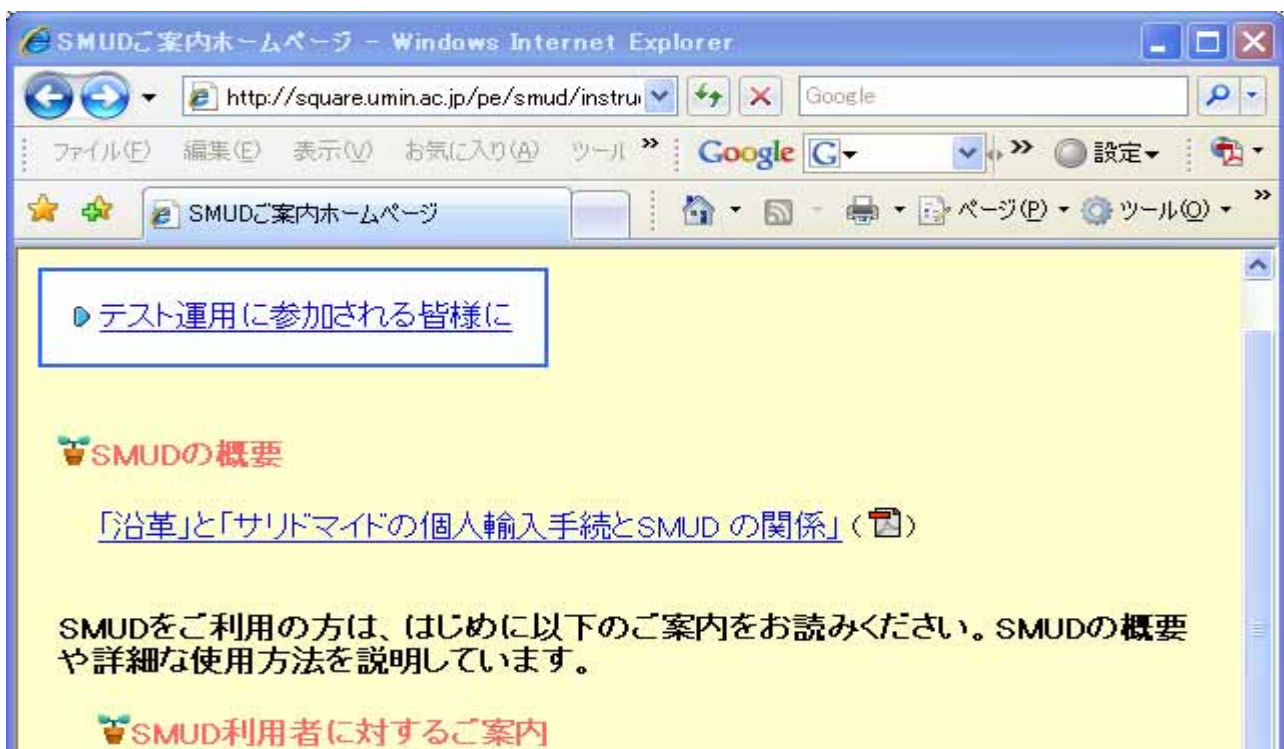 SMUDご案内ホームページ - Windows Internet Explorer
http://square.umin.ac.jp/pe/smud/instru
Google
ファイル(F) 編集(E) 表示(V) お気に入り(A) ツール » Google G 設定
SMUDご案内ホームページ ページ(P) ツール(O) »
テスト運用に参加される皆様に
SMUDの概要
「沿革」と「サリドマイドの個人輸入手続とSMUD の関係」()
SMUDをご利用の方は、はじめに以下のご案内をお読みください。SMUDの概要
や詳細な使用方法を説明しています。
SMUD利用者に対するご案内